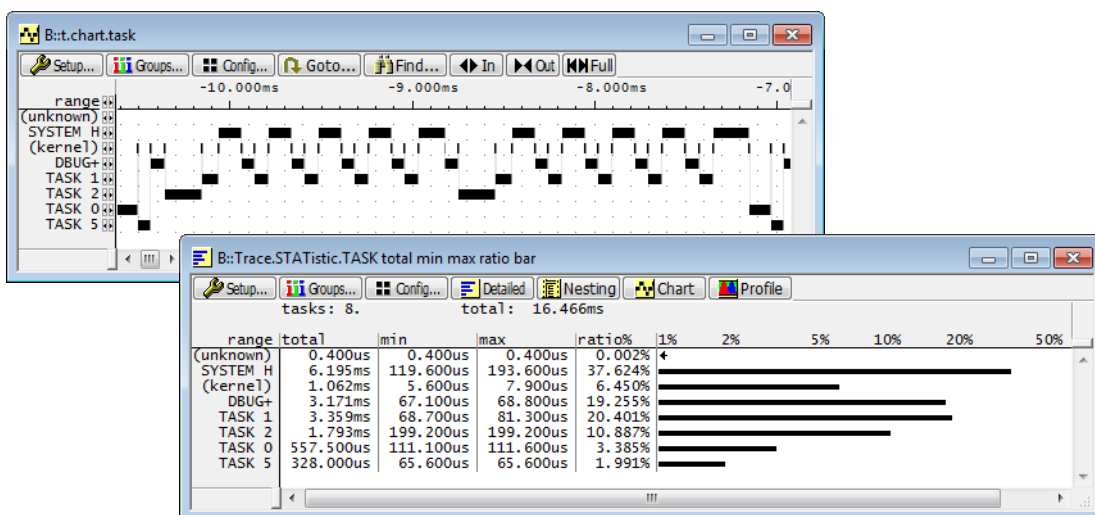 B::t.chart.task
Setup... Groups... Config... Goto... Find... In Out Full
-10.000ms -9.000ms -8.000ms -7.0
range
(unknown)
SYSTEM H
(kernel)
DBUG+
TASK 1
TASK 2
TASK 0
TASK 5
B::Trace.STATistic.TASK total min max ratio bar
Setup... Groups... Config... Detailed Nesting Chart Profile
tasks: 8. total: 16.466ms
range total min max ratio% 1% 2% 5% 10% 20% 50%
(unknown) 0.400us 0.400us 0.400us 0.002%
SYSTEM H 6.195ms 119.600us 193.600us 37.624%
(kernel) 1.062ms 5.600us 7.900us 6.450%
DBUG+ 3.171ms 67.100us 68.800us 19.255%
TASK 1 3.359ms 68.700us 81.300us 20.401%
TASK 2 1.793ms 199.200us 199.200us 10.887%
TASK 0 557.500us 111.100us 111.600us 3.385%
TASK 5 328.000us 65.600us 65.600us 1.991%